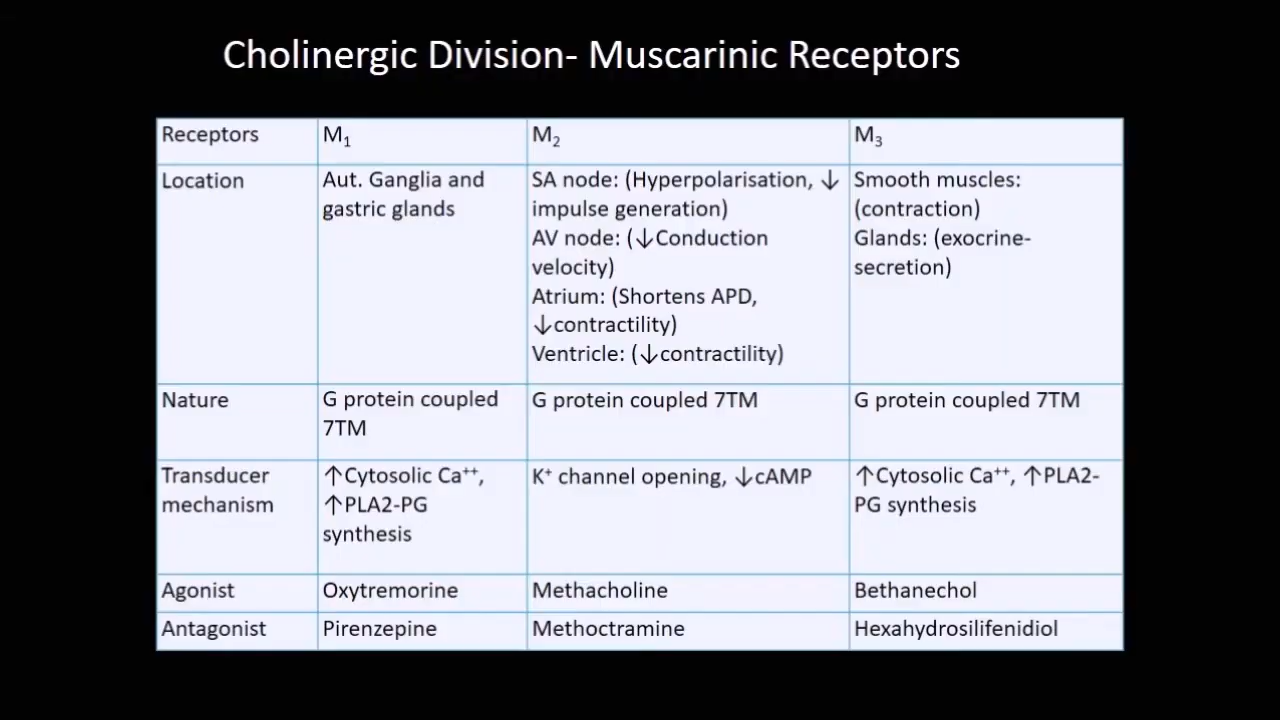 Cholinergic Division- Muscarinic Receptors
Receptors
M₁
M₂
M₃
Location
Aut. Ganglia and
gastric glands
SA node: (Hyperpolarisation, ↓
impulse generation)
AV node: (↓Conduction
velocity)
Atrium: (Shortens APD,
↓contractility)
Ventricle: (↓contractility)
Smooth muscles:
(contraction)
Glands: (exocrine-
secretion)
Nature
G protein coupled
7TM
G protein coupled 7TM
G protein coupled 7TM
Transducer
mechanism
↑Cytosolic Ca⁺⁺,
↑PLA2-PG
synthesis
K⁺ channel opening, ↓cAMP
↑Cytosolic Ca⁺⁺, ↑PLA2-
PG synthesis
Agonist
Oxytremorine
Methacholine
Bethanechol
Antagonist
Pirenzepine
Methoctramine
Hexahydrosilifenidiol